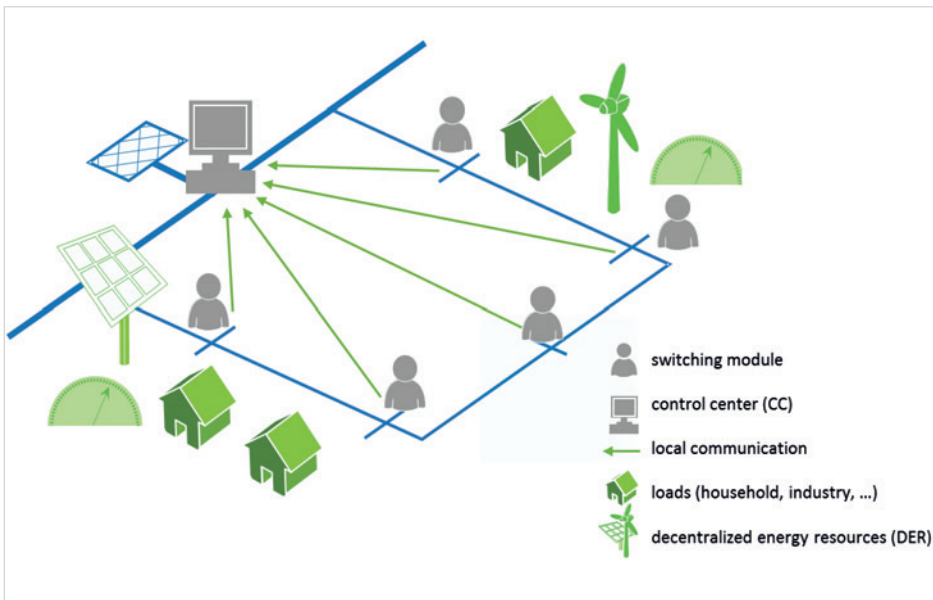 switching module
control center (CC)
local communication
loads (household, industry, ...)
decentralized energy resources (DER)